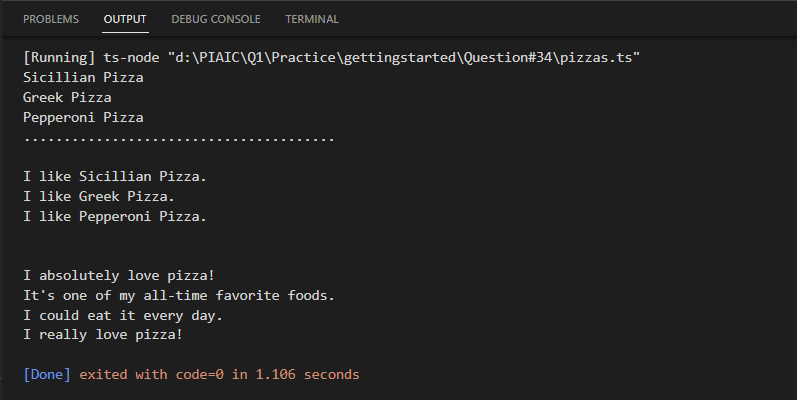 PROBLEMS OUTPUT DEBUG CONSOLE TERMINAL
[Running] ts-node "d:\PIAIC\Q1\Practice\gettingstarted\Question#34\pizzas.ts"
Sicillian Pizza
Greek Pizza
Pepperoni Pizza
.......................................
I like Sicillian Pizza.
I like Greek Pizza.
I like Pepperoni Pizza.
I absolutely love pizza!
It's one of my all-time favorite foods.
I could eat it every day.
I really love pizza!
[Done] exited with code=0 in 1.106 seconds